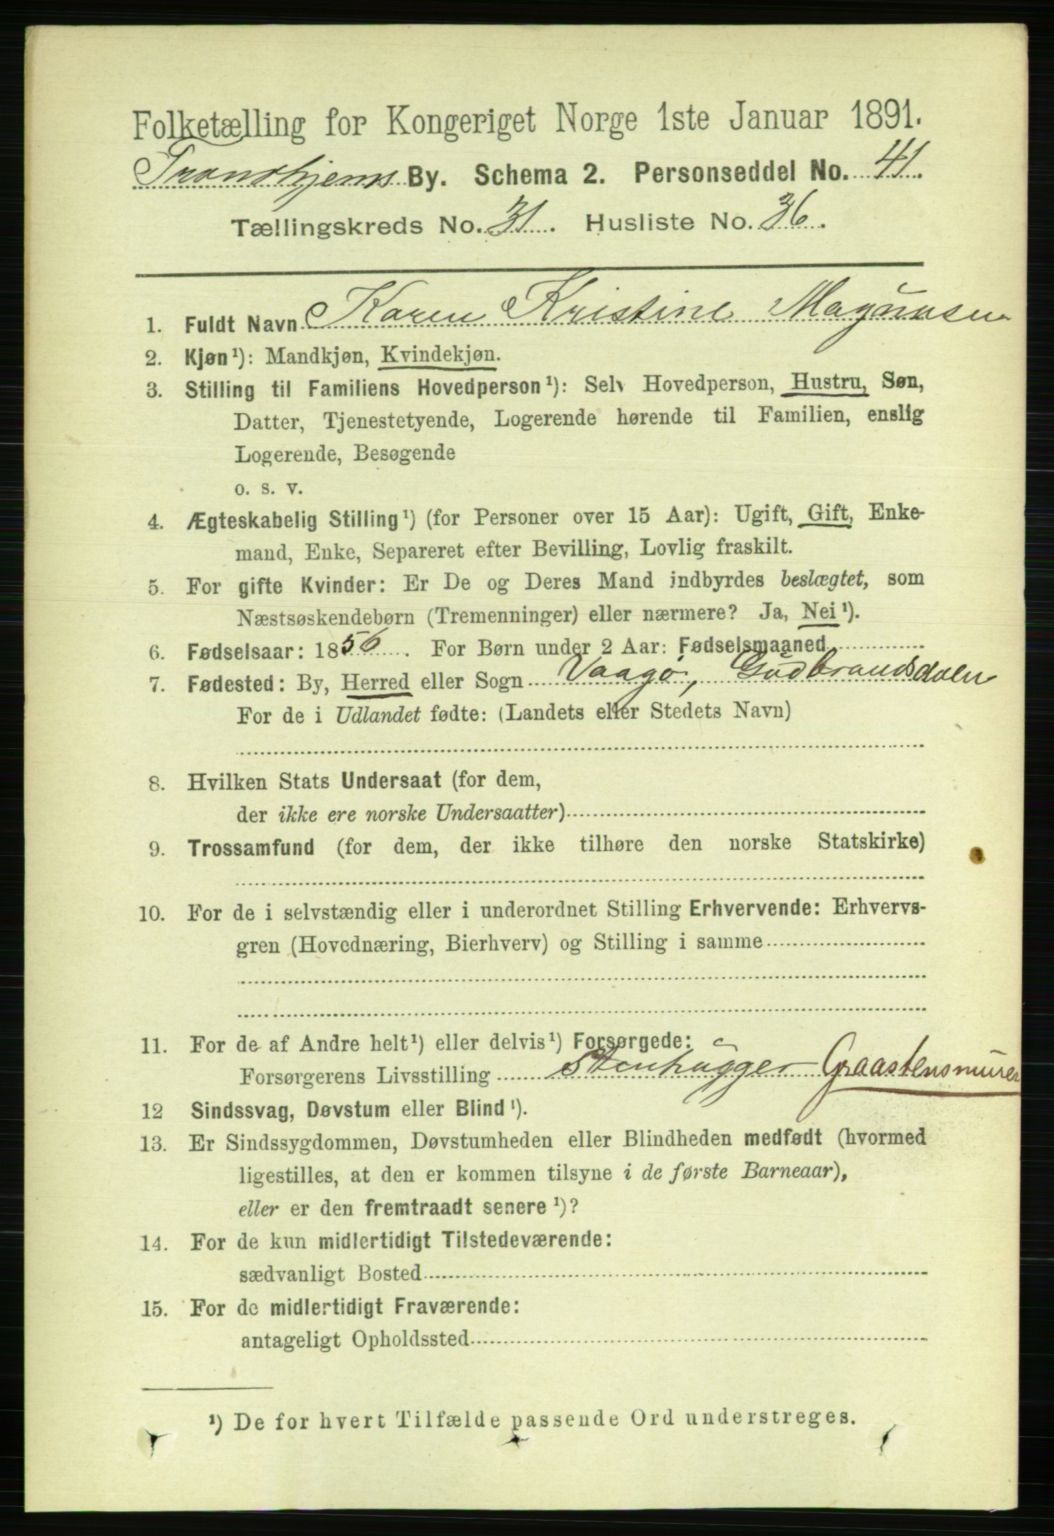 Folketælling for Kongeriget Norge 1ste Januar 1891.
Trondhjems By. Schema 2. Personseddel No. 41.
Tællingskreds No. 31. Husliste No. 36.
1. Fuldt Navn Karen Kristine Magnusen
2. Kjøn¹): Mandkjøn, Kvindekjøn.
3. Stilling til Familiens Hovedperson¹): Selv Hovedperson, Hustru, Søn,
Datter, Tjenestetyende, Logerende hørende til Familien, enslig
Logerende, Besøgende
o. s. v.
4. Ægteskabelig Stilling¹) (for Personer over 15 Aar): Ugift, Gift, Enke-
mand, Enke, Separeret efter Bevilling, Lovlig fraskilt.
5. For gifte Kvinder: Er De og Deres Mand indbyrdes beslægtet, som
Næstsøskendebørn (Tremenninger) eller nærmere? Ja, Nei¹).
6. Fødselsaar: 1856. For Børn under 2 Aar: Fødselsmaaned
7. Fødested: By, Herred eller Sogn Vaagø, Gudbrandsdalen
For de i Udlandet fødte: (Landets eller Stedets Navn)
8. Hvilken Stats Undersaat (for dem,
der ikke ere norske Undersaatter)
9. Trossamfund (for dem, der ikke tilhøre den norske Statskirke)
10. For de i selvstændig eller i underordnet Stilling Erhvervende: Erhvervs-
gren (Hovednæring, Bierhverv) og Stilling i samme
11. For de af Andre helt¹) eller delvis¹) Forsørgede:
Forsørgerens Livsstilling Stenhugger Graastensmurer
12 Sindssvag, Døvstum eller Blind¹).
13. Er Sindssygdommen, Døvstumheden eller Blindheden medfødt (hvormed
ligestilles, at den er kommen tilsyne i de første Barneaar),
eller er den fremtraadt senere¹)?
14. For de kun midlertidigt Tilstedeværende:
sædvanligt Bosted
15. For de midlertidigt Fraværende:
antageligt Opholdssted
¹) De for hvert Tilfælde passende Ord understreges.